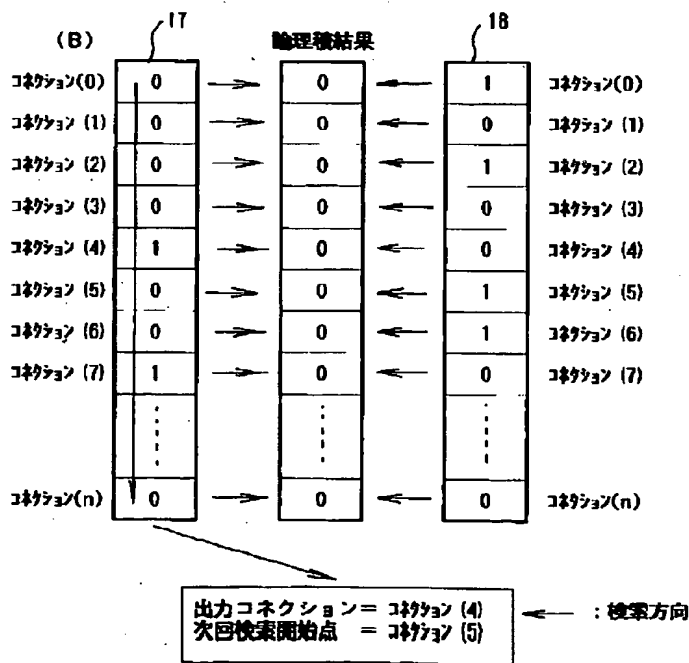 (B) 17 論理積結果 18
コネクション(0) 0 0 1 コネクション(0)
コネクション(1) 0 0 0 コネクション(1)
コネクション(2) 0 0 1 コネクション(2)
コネクション(3) 0 0 0 コネクション(3)
コネクション(4) 1 0 0 コネクション(4)
コネクション(5) 0 0 1 コネクション(5)
コネクション(6) 0 0 1 コネクション(6)
コネクション(7) 1 0 0 コネクション(7)
コネクション(n) 0 0 0 コネクション(n)
出力コネクション= コネクション(4)
次回検索開始点 = コネクション(5)
:検索方向